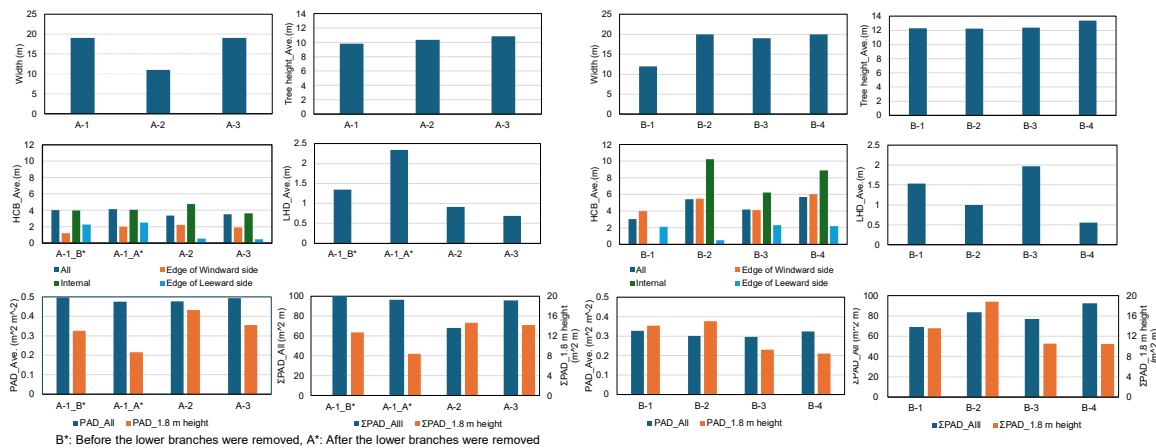 25
20
15
10
5
0
Width (m)
A-1 A-2 A-3
14
12
10
8
6
4
2
0
Tree height_Ave.(m)
A-1 A-2 A-3
25
20
15
10
5
0
Width (m)
B-1 B-2 B-3 B-4
14
12
10
8
6
4
2
0
Tree height_Ave.(m)
B-1 B-2 B-3 B-4
12
10
8
6
4
2
0
HCB_Ave.(m)
A-1_B* A-1_A* A-2 A-3
All Edge of Windward side
Internal Edge of Leeward side
2.5
2
1.5
1
0.5
0
LHD_Ave.(m)
A-1_B* A-1_A* A-2 A-3
12
10
8
6
4
2
0
HCB_Ave.(m)
B-1 B-2 B-3 B-4
All Edge of Windward side
Internal Edge of Leeward side
2.5
2
1.5
1
0.5
0
LHD_Ave.(m)
B-1 B-2 B-3 B-4
0.5
0.4
0.3
0.2
0.1
0
PAD_Ave. (m^2 m^-2)
A-1_B* A-1_A* A-2 A-3
PAD_All PAD_1.8 m height
100
80
60
40
20
0
ΣPAD_All (m^2 m)
20
16
12
8
4
0
ΣPAD_1.8 m height
(m^2 m)
A-1_B* A-1_A* A-2 A-3
ΣPAD_AlII ΣPAD_1.8 m height
0.5
0.4
0.3
0.2
0.1
0
PAD_Ave. (m^2 m^-2)
B-1 B-2 B-3 B-4
PAD_All PAD_1.8 m height
100
80
60
40
20
0
ΣPAD_All (m^2 m)
20
16
12
8
4
0
ΣPAD_1.8 m height
(m^2 m)
B-1 B-2 B-3 B-4
ΣPAD_AlII ΣPAD_1.8 m height
B*: Before the lower branches were removed, A*: After the lower branches were removed